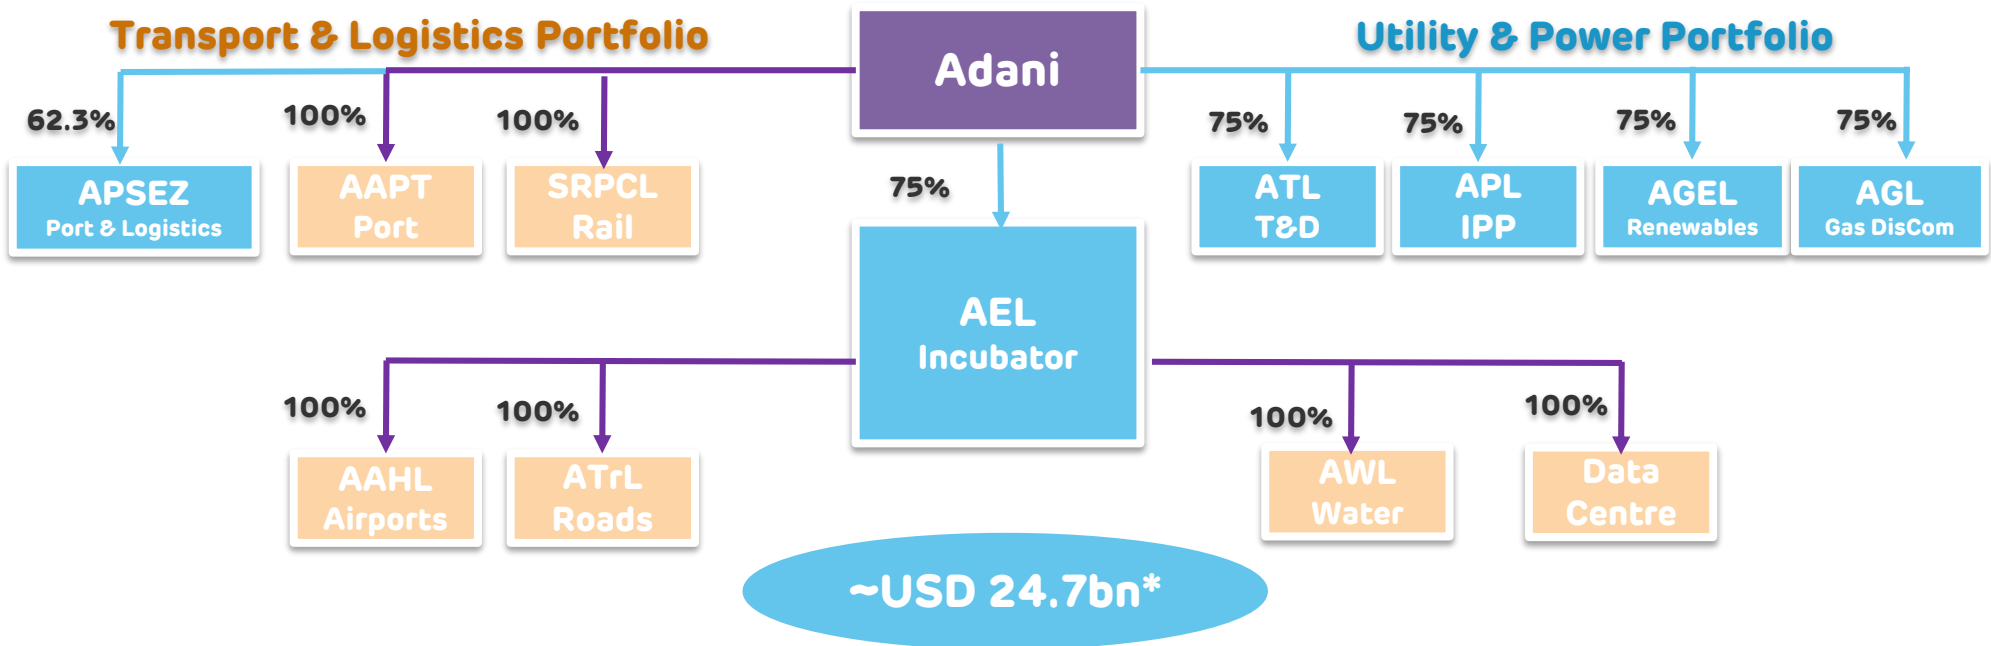 Transport & Logistics Portfolio
Adani
Utility & Power Portfolio
62.3%
100%
100%
75%
75%
75%
75%
75%
APSEZ
Port & Logistics
AAPT
Port
SRPCL
Rail
ATL
T&D
APL
IPP
AGEL
Renewables
AGL
Gas DisCom
AEL
Incubator
100%
100%
100%
100%
AAHL
Airports
ATrL
Roads
AWL
Water
Data
Centre
~USD 24.7bn*